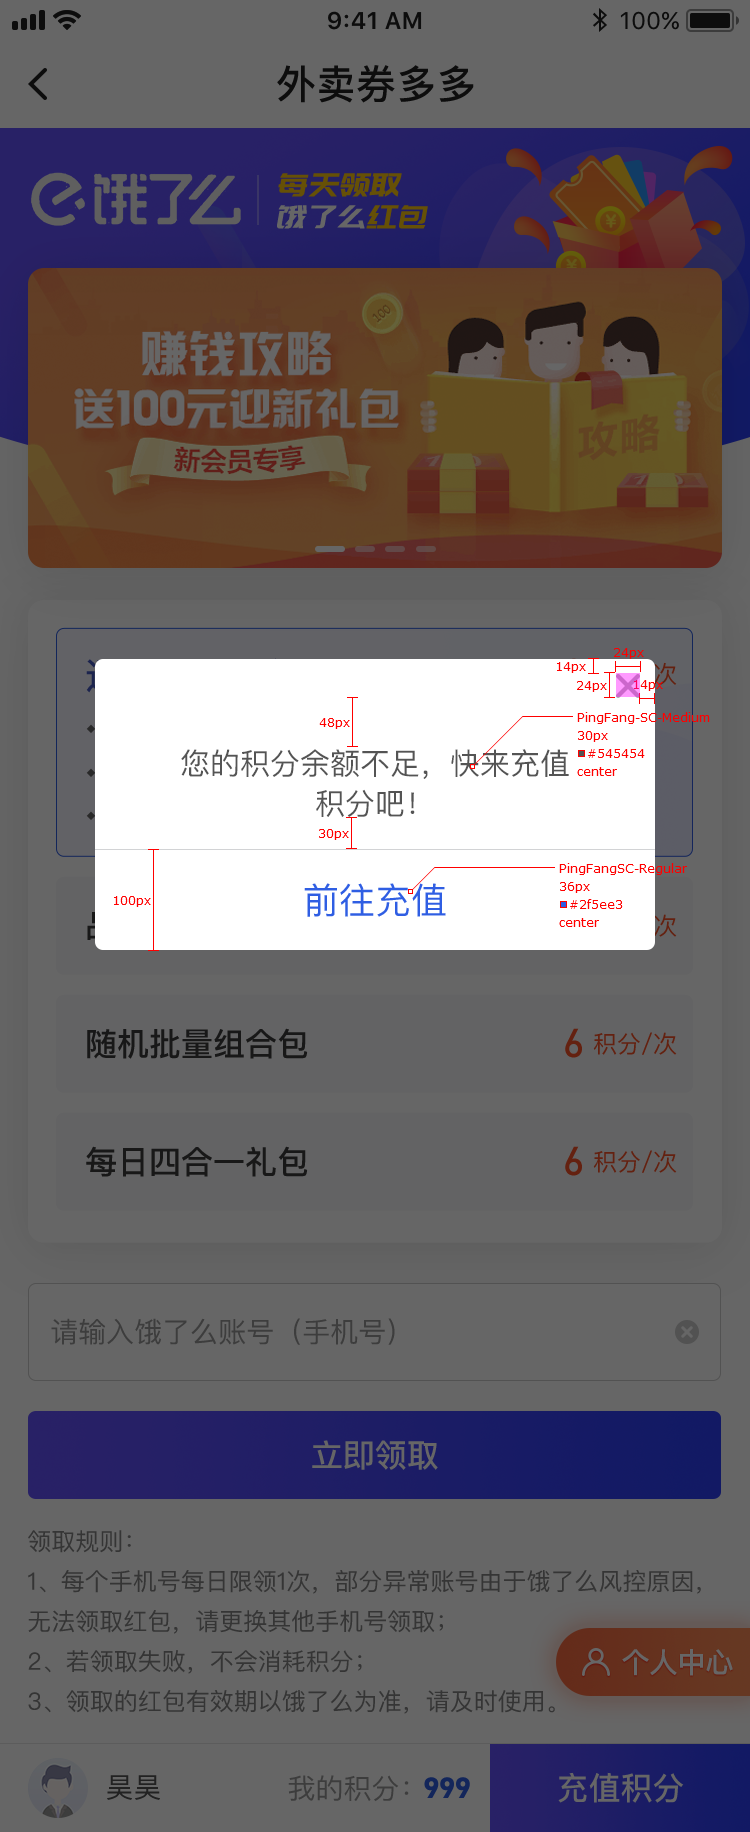 9:41 AM 100%
外卖券多多
饿了么
每天领取
饿了么红包
100
赚钱攻略
送100元迎新礼包
新会员专享
攻略
24px
14px
次
24px
14px
PingFang-SC-Medium
48px
30px
#545454
您的积分余额不足，快来充值
center
积分吧！
30px
PingFangSC-Regular
100px
36px
前往充值
#2f5ee3
次
center
随机批量组合包 6 积分/次
每日四合一礼包 6 积分/次
请输入饿了么账号（手机号）
立即领取
领取规则：
1、每个手机号每日限领1次，部分异常账号由于饿了么风控原因，
无法领取红包，请更换其他手机号领取；
2、若领取失败，不会消耗积分；
个人中心
3、领取的红包有效期以饿了么为准，请及时使用。
昊昊 我的积分：999 充值积分